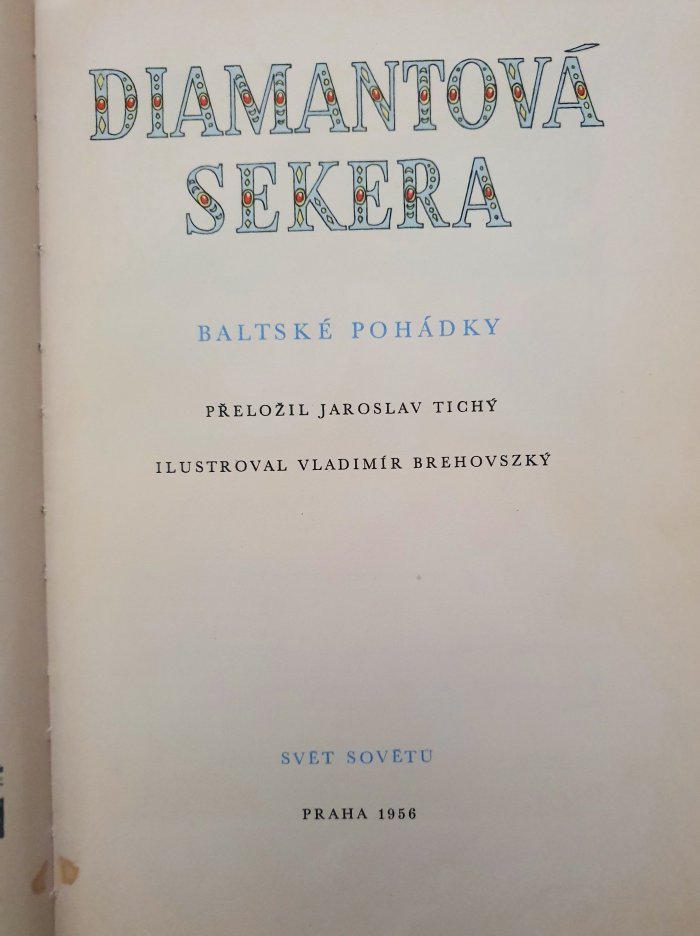 DIAMANTOVÁ
SEKERA
BALTSKÉ POHÁDKY
PŘELOŽIL JAROSLAV TICHÝ
ILUSTROVAL VLADIMÍR BREHOVSZKÝ
SVĚT SOVĚTŮ
PRAHA 1956